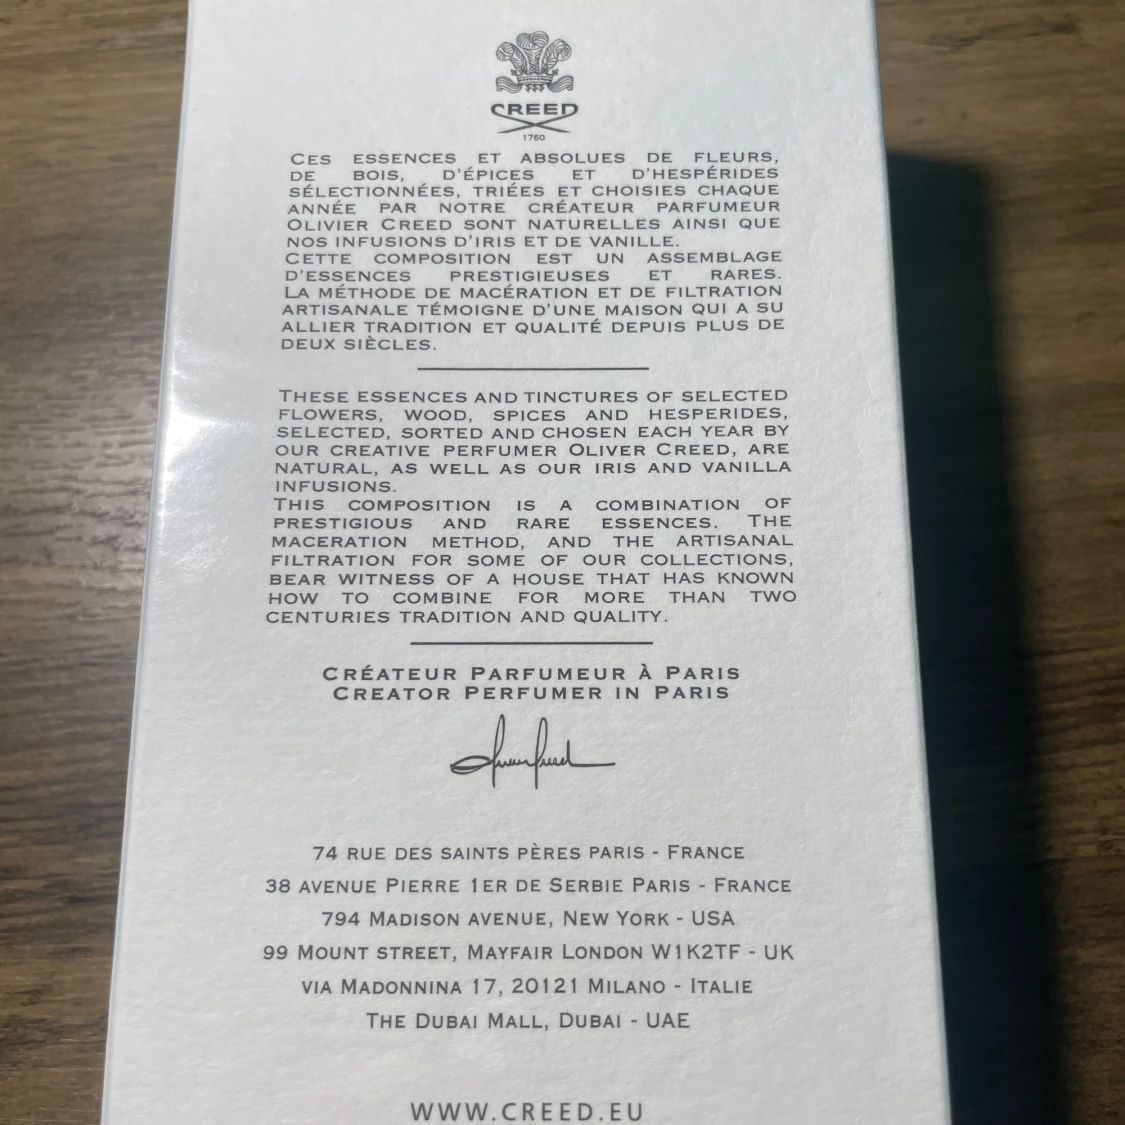 CREED
1760
CES ESSENCES ET ABSOLUES DE FLEURS,
DE BOIS, D'ÉPICES ET D'HESPÉRIDES
SÉLECTIONNÉES, TRIÉES ET CHOISIES CHAQUE
ANNÉE PAR NOTRE CRÉATEUR PARFUMEUR
OLIVIER CREED SONT NATURELLES AINSI QUE
NOS INFUSIONS D'IRIS ET DE VANILLE.
CETTE COMPOSITION EST UN ASSEMBLAGE
D'ESSENCES PRESTIGIEUSES ET RARES.
LA MÉTHODE DE MACÉRATION ET DE FILTRATION
ARTISANALE TÉMOIGNE D'UNE MAISON QUI A SU
ALLIER TRADITION ET QUALITÉ DEPUIS PLUS DE
DEUX SIÈCLES.
THESE ESSENCES AND TINCTURES OF SELECTED
FLOWERS, WOOD, SPICES AND HESPERIDES,
SELECTED, SORTED AND CHOSEN EACH YEAR BY
OUR CREATIVE PERFUMER OLIVER CREED, ARE
NATURAL, AS WELL AS OUR IRIS AND VANILLA
INFUSIONS.
THIS COMPOSITION IS A COMBINATION OF
PRESTIGIOUS AND RARE ESSENCES. THE
MACERATION METHOD, AND THE ARTISANAL
FILTRATION FOR SOME OF OUR COLLECTIONS,
BEAR WITNESS OF A HOUSE THAT HAS KNOWN
HOW TO COMBINE FOR MORE THAN TWO
CENTURIES TRADITION AND QUALITY.
CRÉATEUR PARFUMEUR À PARIS
CREATOR PERFUMER IN PARIS
74 RUE DES SAINTS PÈRES PARIS - FRANCE
38 AVENUE PIERRE 1ER DE SERBIE PARIS - FRANCE
794 MADISON AVENUE, NEW YORK - USA
99 MOUNT STREET, MAYFAIR LONDON W1K2TF - UK
VIA MADONNINA 17, 20121 MILANO - ITALIE
THE DUBAI MALL, DUBAI - UAE
WWW.CREED.EU